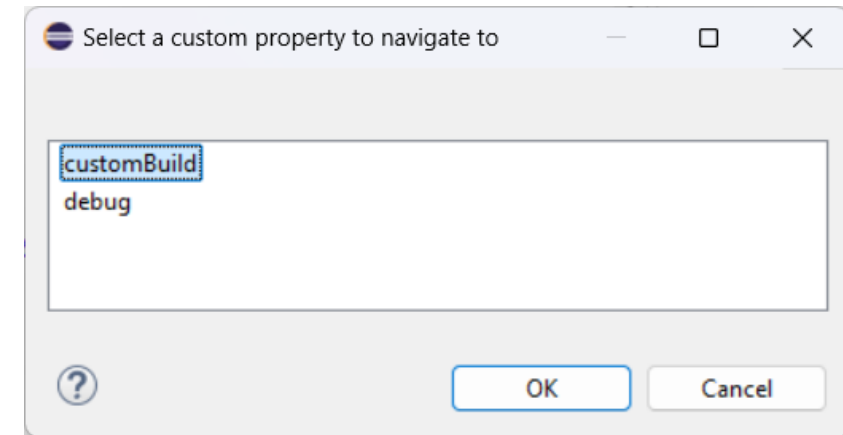 Select a custom property to navigate to
customBuild
debug
?
OK
Cancel